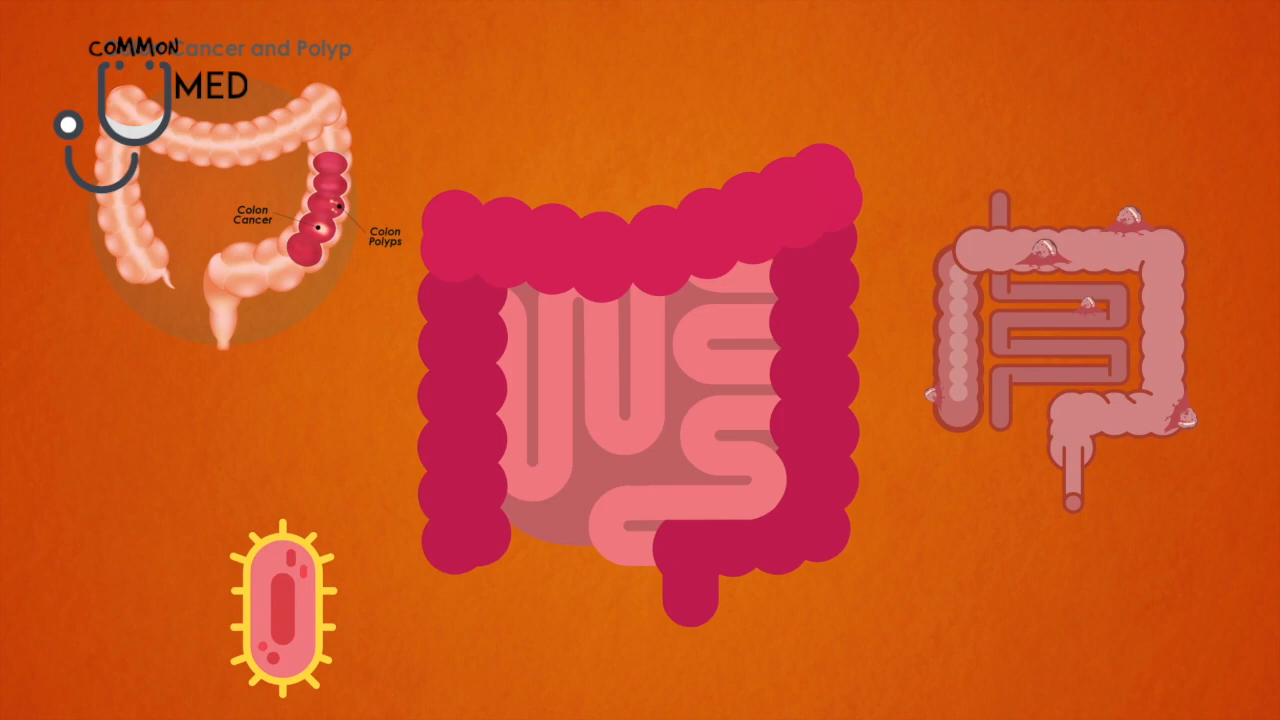 COMMON
Cancer and Polyp
MED
Colon
Cancer
Colon
Polyps